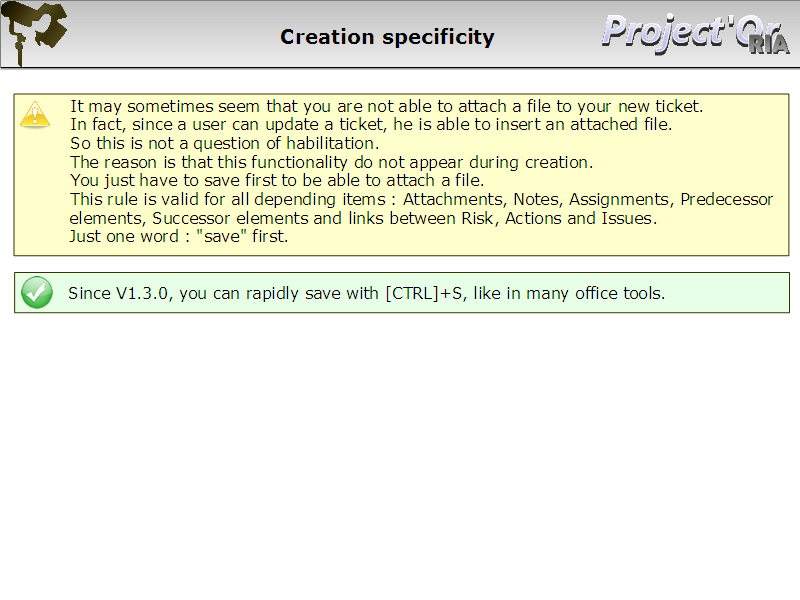 Creation specificity
Project'Or
RIA
It may sometimes seem that you are not able to attach a file to your new ticket.
In fact, since a user can update a ticket, he is able to insert an attached file.
So this is not a question of habilitation.
The reason is that this functionality do not appear during creation.
You just have to save first to be able to attach a file.
This rule is valid for all depending items : Attachments, Notes, Assignments, Predecessor
elements, Successor elements and links between Risk, Actions and Issues.
Just one word : "save" first.
Since V1.3.0, you can rapidly save with [CTRL]+S, like in many office tools.